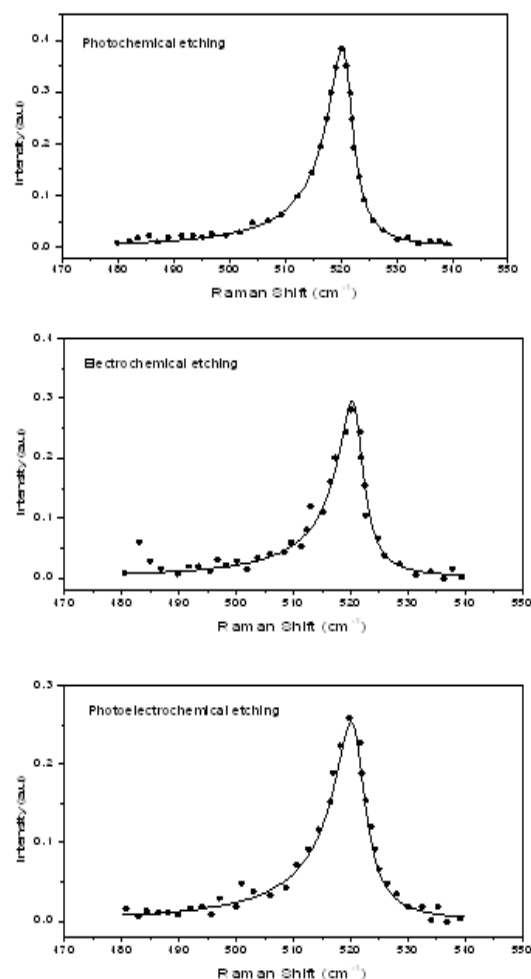 Photochemical etching
0.4
0.3
0.2
0.1
0.0
Intensity (a.u)
470 480 490 500 510 520 530 540 550
Raman Shift (cm⁻¹)
0.4
Electrochemical etching
0.3
0.2
0.1
0.0
Intensity (a.u)
470 480 490 500 510 520 530 540 550
Raman Shift (cm⁻¹)
0.3
Photoelectrochemical etching
0.2
0.1
0.0
Intensity (a.u)
470 480 490 500 510 520 530 540 550
Raman Shift (cm⁻¹)